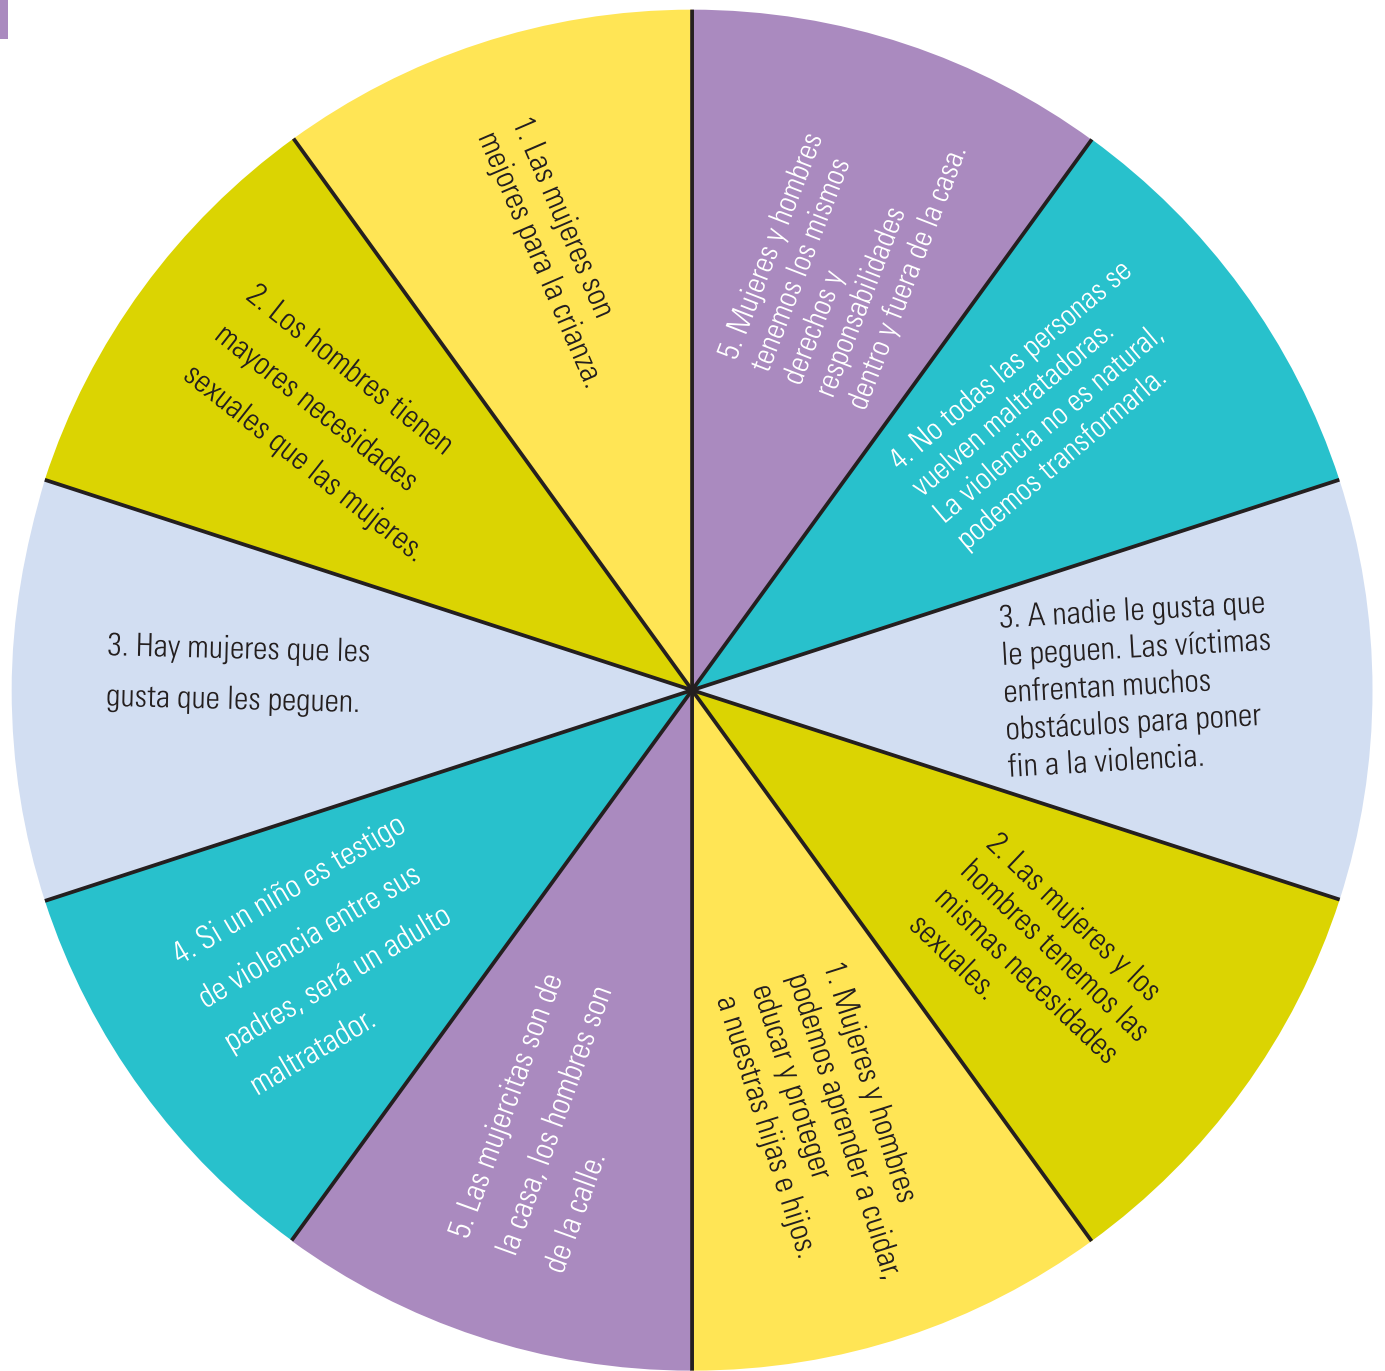 1. Las mujeres son
mejores para la crianza.
2. Los hombres tienen
mayores necesidades
sexuales que las mujeres.
3. Hay mujeres que les
gusta que les peguen.
4. Si un niño es testigo
de violencia entre sus
padres, será un adulto
maltratador.
5. Las mujercitas son de
la casa, los hombres son
de la calle.
5. Mujeres y hombres
tenemos los mismos
derechos y
responsabilidades
dentro y fuera de la casa.
4. No todas las personas se
vuelven maltratadoras.
La violencia no es natural,
podemos transformarla.
3. A nadie le gusta que
le peguen. Las víctimas
enfrentan muchos
obstáculos para poner
fin a la violencia.
2. Las mujeres y los
hombres tenemos las
mismas necesidades
sexuales.
1. Mujeres y hombres
podemos aprender a cuidar,
educar y proteger
a nuestras hijas e hijos.